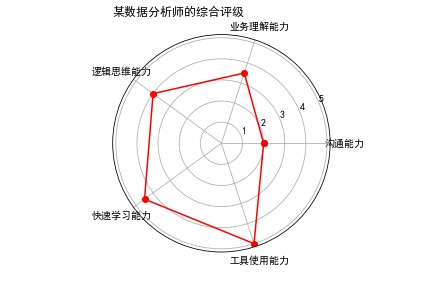 某数据分析师的综合评级
业务理解能力
逻辑思维能力
5
4
3
2
1
沟通能力
快速学习能力
工具使用能力